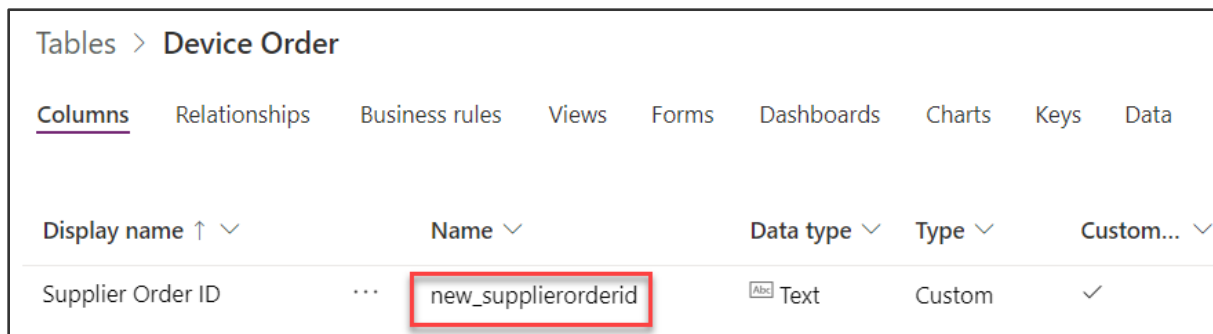 Tables > Device Order
Columns Relationships Business rules Views Forms Dashboards Charts Keys Data
Display name ↑ Name Data type Type Custom...
Supplier Order ID ... new_supplierorderid Abc Text Custom ✓